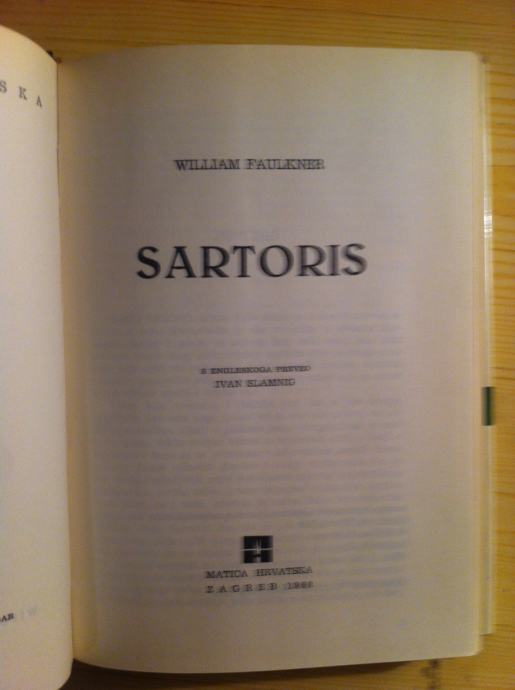 S K A
WILLIAM FAULKNER
SARTORIS
S ENGLESKOGA PREVEO
IVAN SLAMNIG
MATICA HRVATSKA
ZAGREB